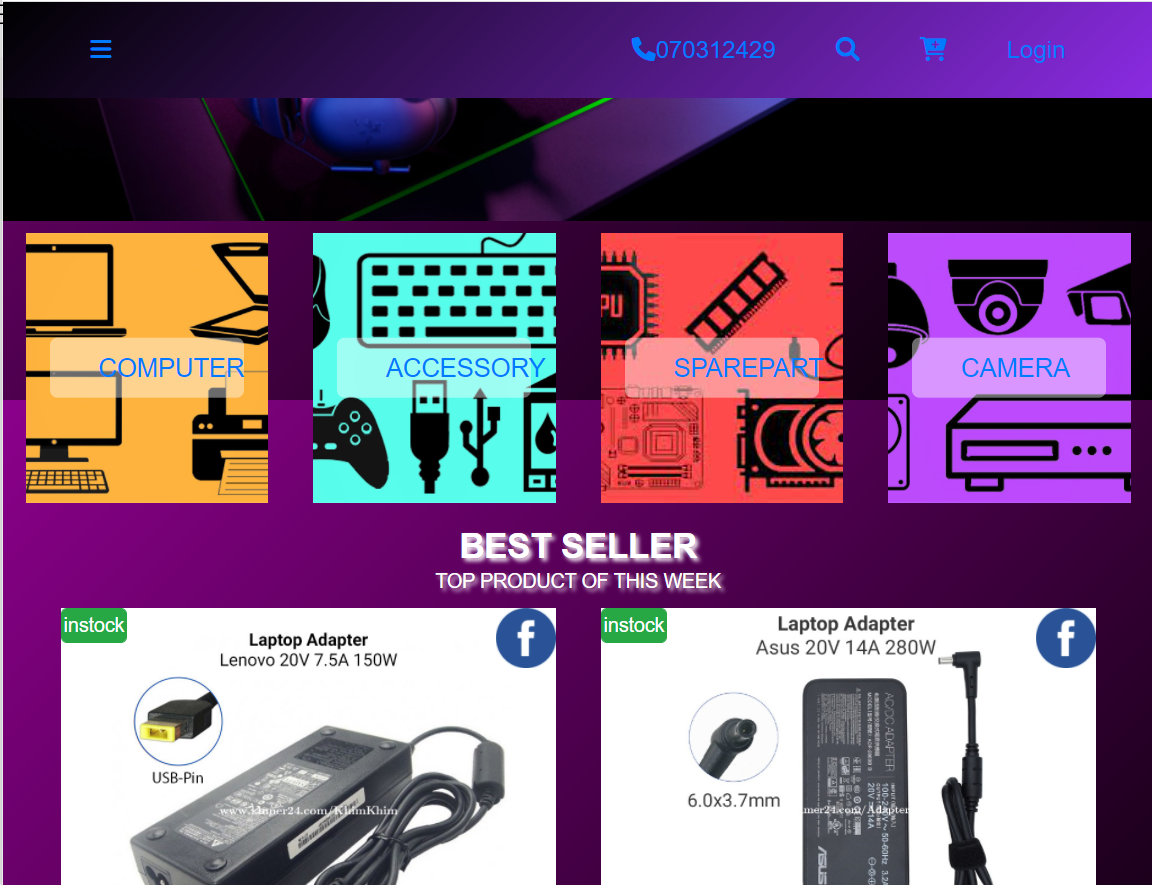 070312429
Login
COMPUTER
ACCESSORY
SPAREPART
CAMERA
BEST SELLER
TOP PRODUCT OF THIS WEEK
instock
Laptop Adapter
Lenovo 20V 7.5A 150W
USB-Pin
www.khmer24.com/KhimKhim
instock
Laptop Adapter
Asus 20V 14A 280W
6.0x3.7mm
mer24.com/Adapter
AC/DC ADAPTER
ASUS